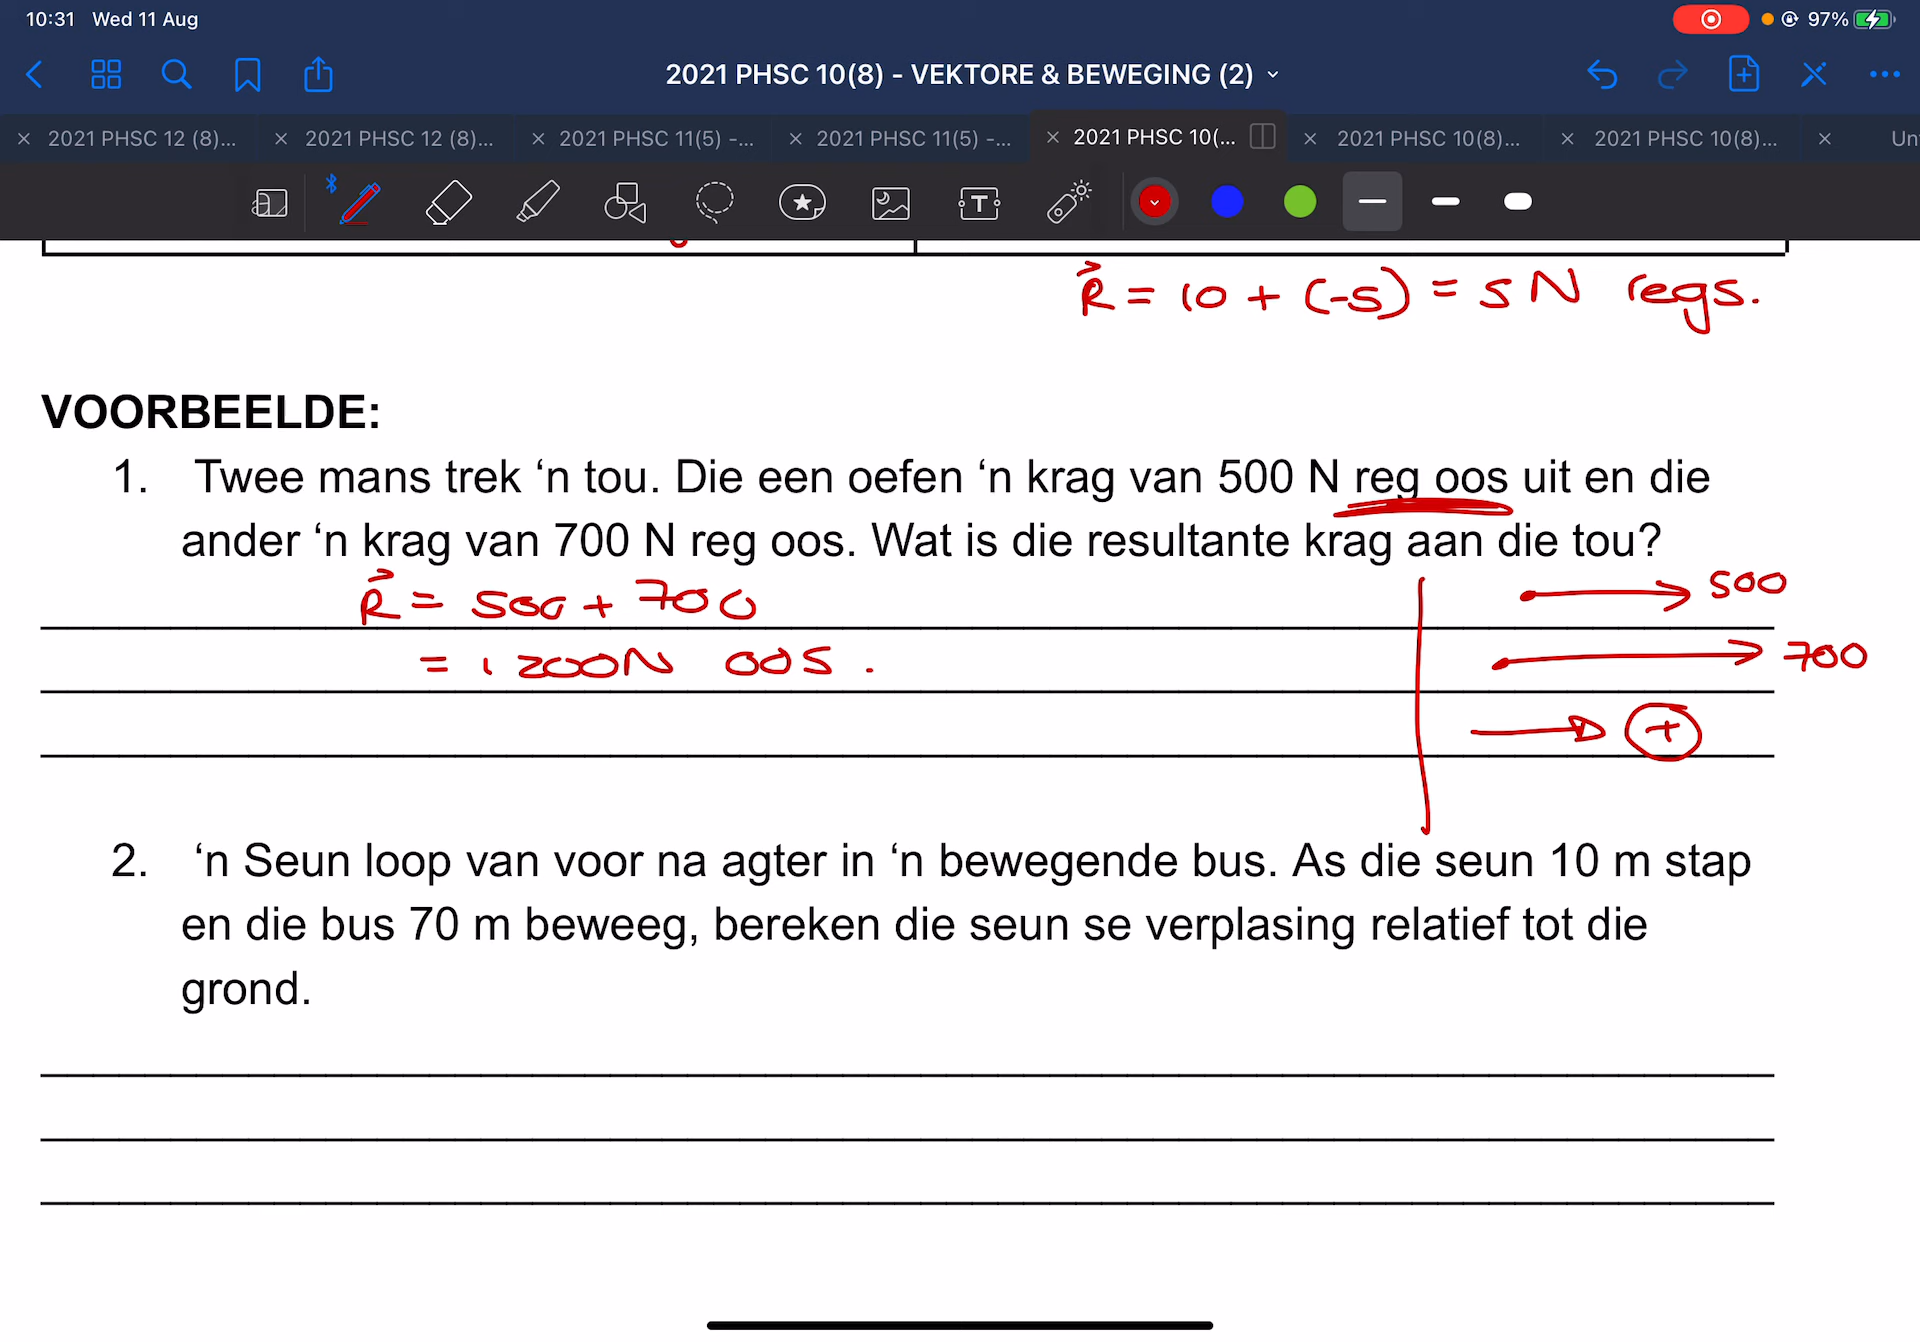 10:31 Wed 11 Aug
97%
2021 PHSC 10(8) - VEKTORE & BEWEGING (2)
2021 PHSC 12 (8)... 2021 PHSC 12 (8)... 2021 PHSC 11(5) -... 2021 PHSC 11(5) -... 2021 PHSC 10(... 2021 PHSC 10(8)... 2021 PHSC 10(8)... Un
T
R = 10 + (-5) = 5 N regs.
VOORBEELDE:
1. Twee mans trek ‘n tou. Die een oefen ‘n krag van 500 N reg oos uit en die
ander ‘n krag van 700 N reg oos. Wat is die resultante krag aan die tou?
R = 500 + 700
500
= 1 200N oos.
700
+
2. ‘n Seun loop van voor na agter in ‘n bewegende bus. As die seun 10 m stap
en die bus 70 m beweeg, bereken die seun se verplasing relatief tot die
grond.